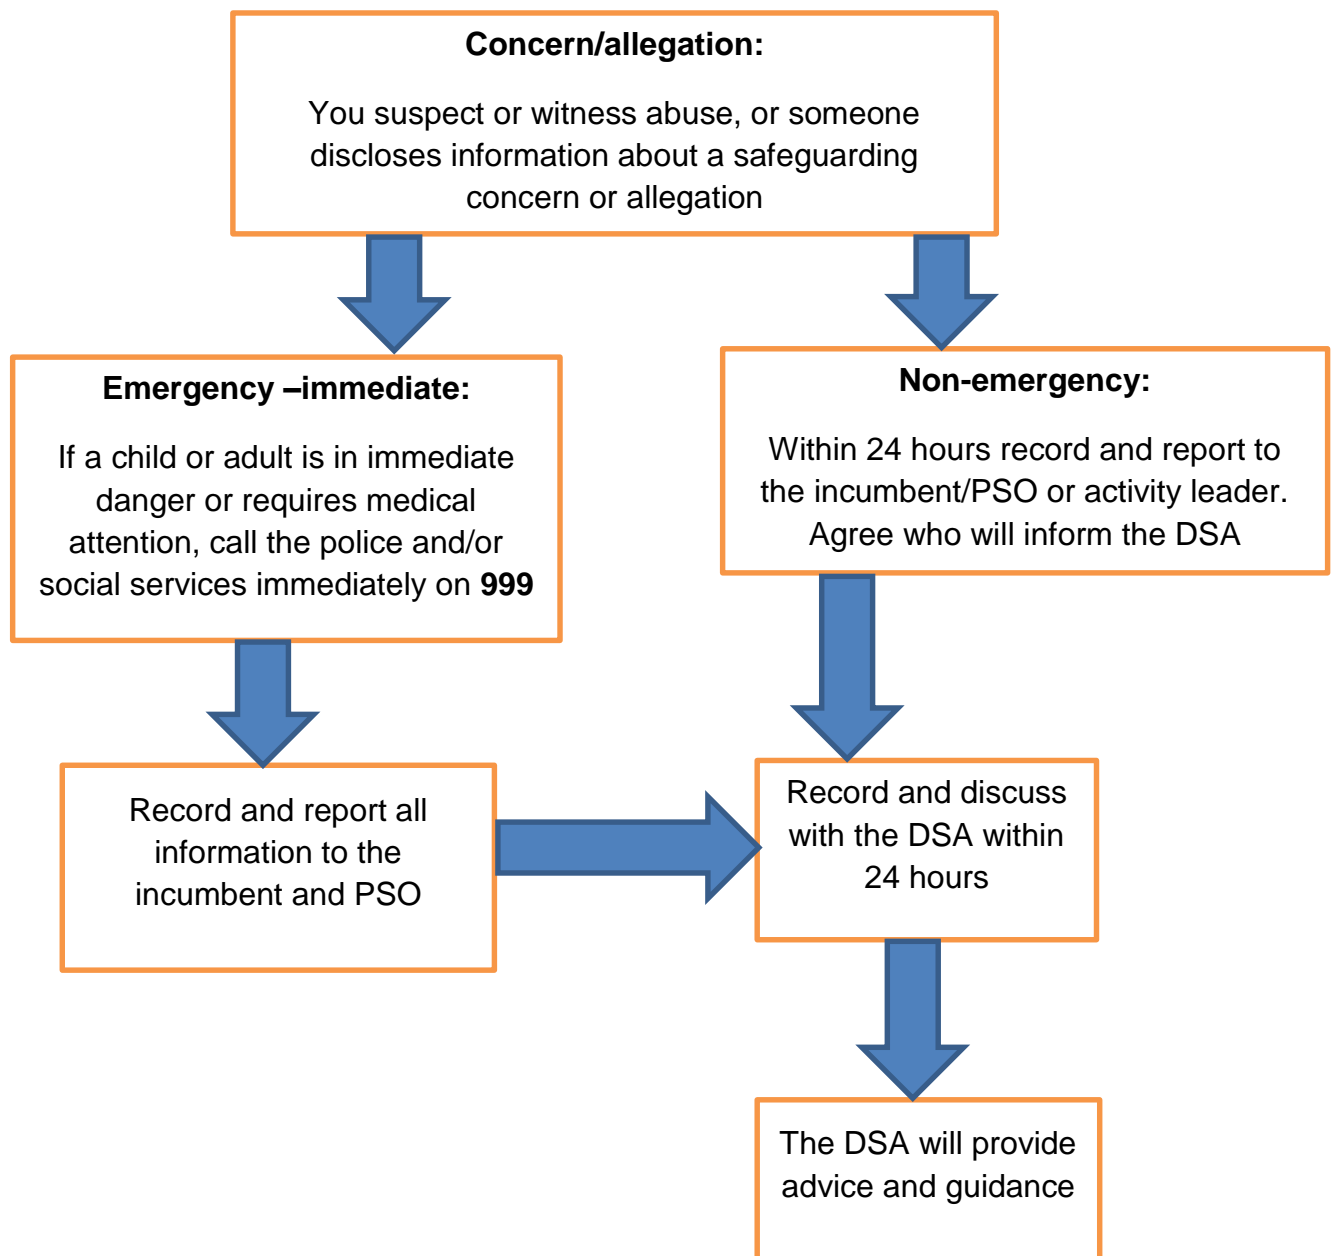 Concern/allegation:
You suspect or witness abuse, or someone
discloses information about a safeguarding
concern or allegation
Emergency –immediate:
If a child or adult is in immediate
danger or requires medical
attention, call the police and/or
social services immediately on 999
Non-emergency:
Within 24 hours record and report to
the incumbent/PSO or activity leader.
Agree who will inform the DSA
Record and report all
information to the
incumbent and PSO
Record and discuss
with the DSA within
24 hours
The DSA will provide
advice and guidance